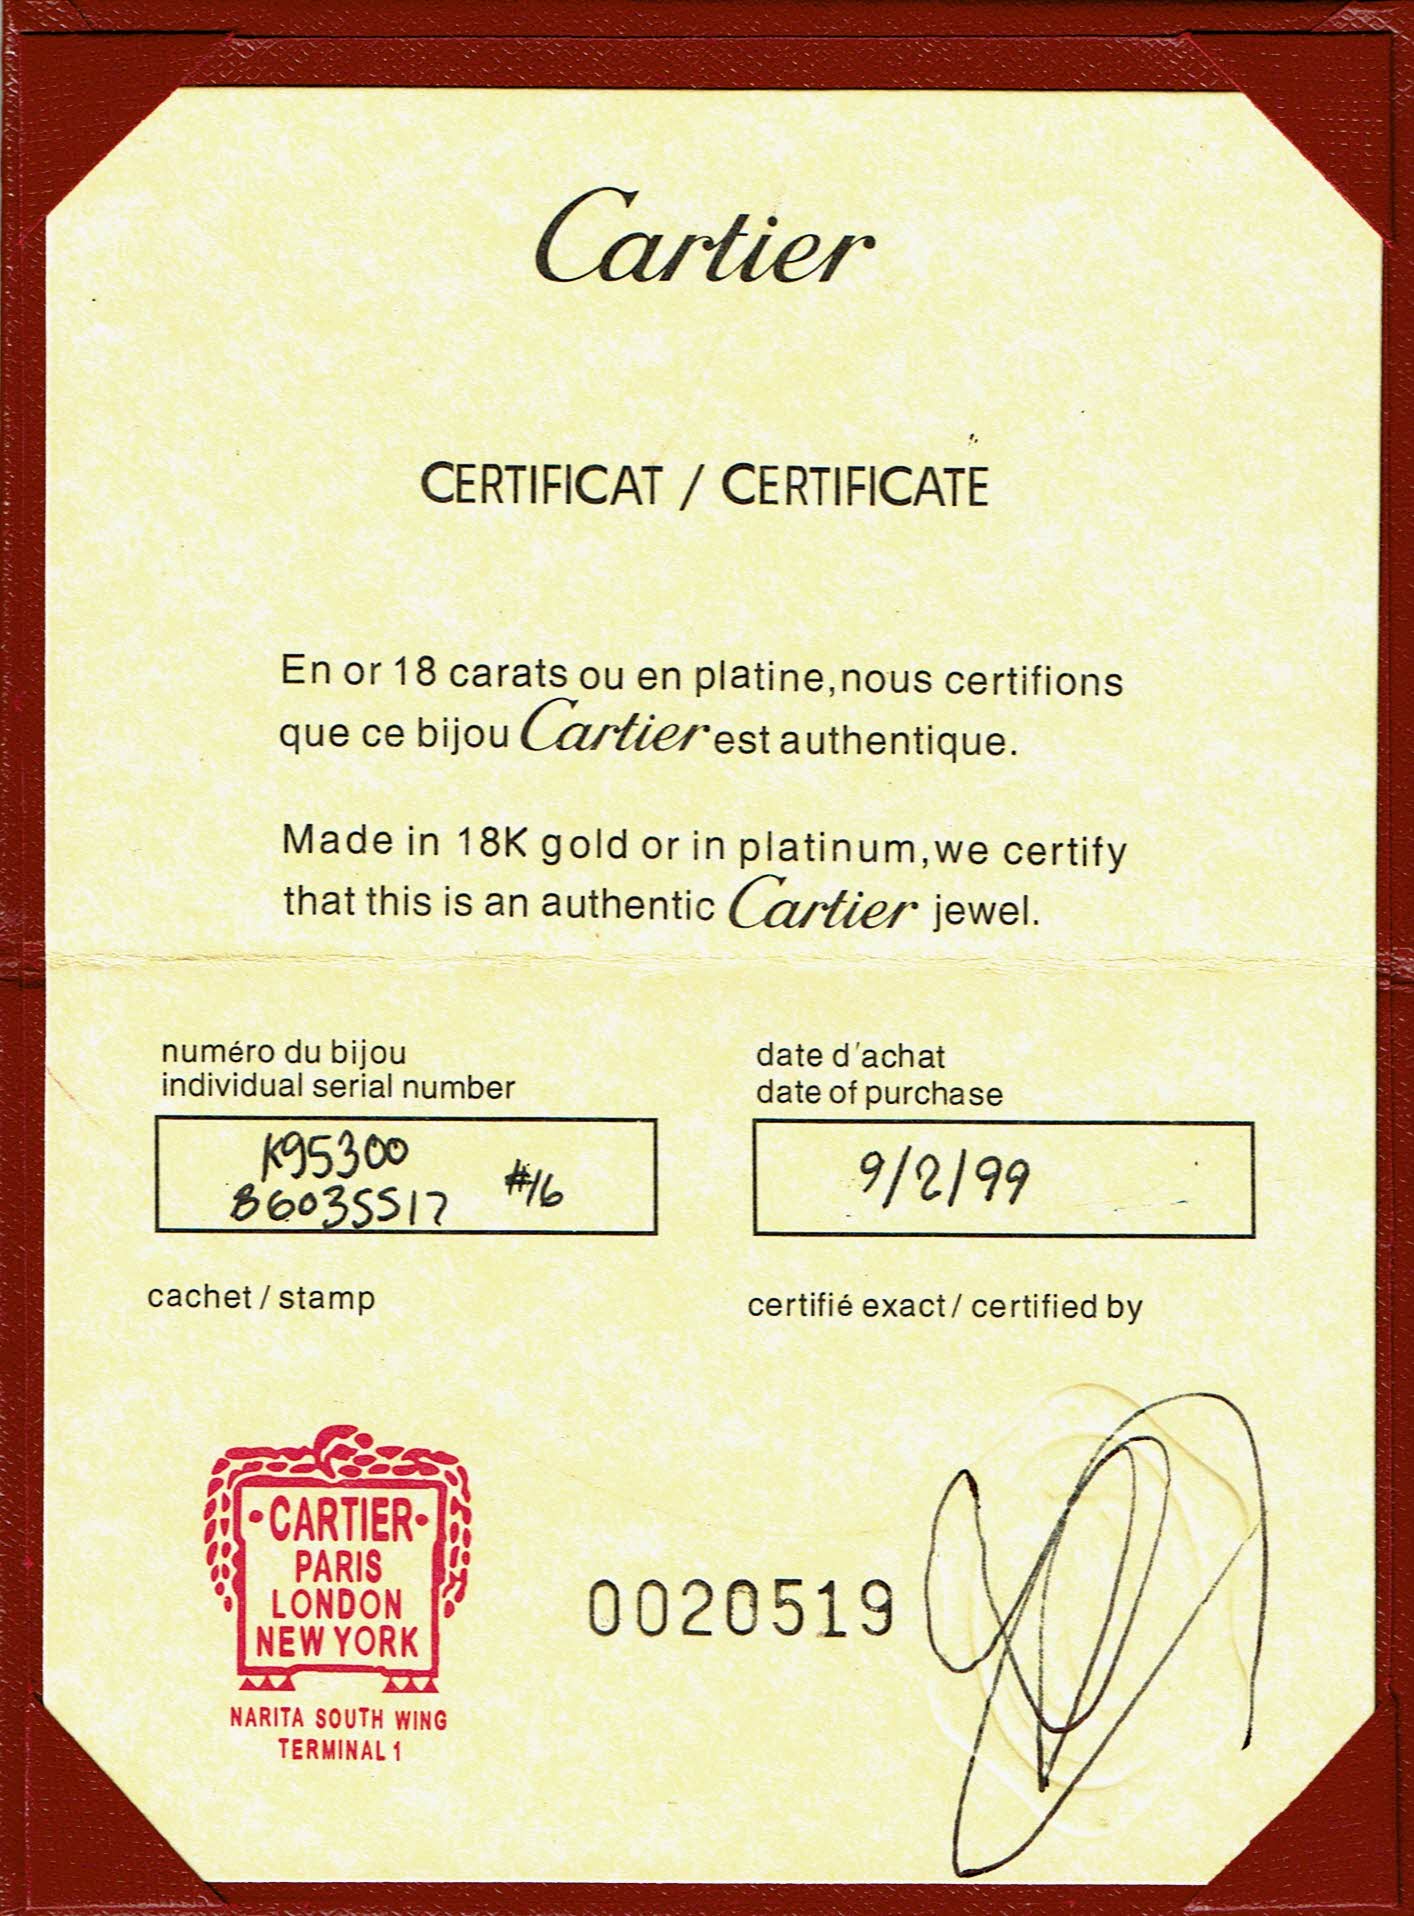 Cartier
CERTIFICAT / CERTIFICATE
En or 18 carats ou en platine, nous certifions
que ce bijou Cartier est authentique.
Made in 18K gold or in platinum, we certify
that this is an authentic Cartier jewel.
numéro du bijou
individual serial number
K95300
86035517 #16
date d'achat
date of purchase
9/2/99
cachet / stamp
certifié exact / certified by
·CARTIER·
PARIS
LONDON
NEW YORK
NARITA SOUTH WING
TERMINAL 1
0020519